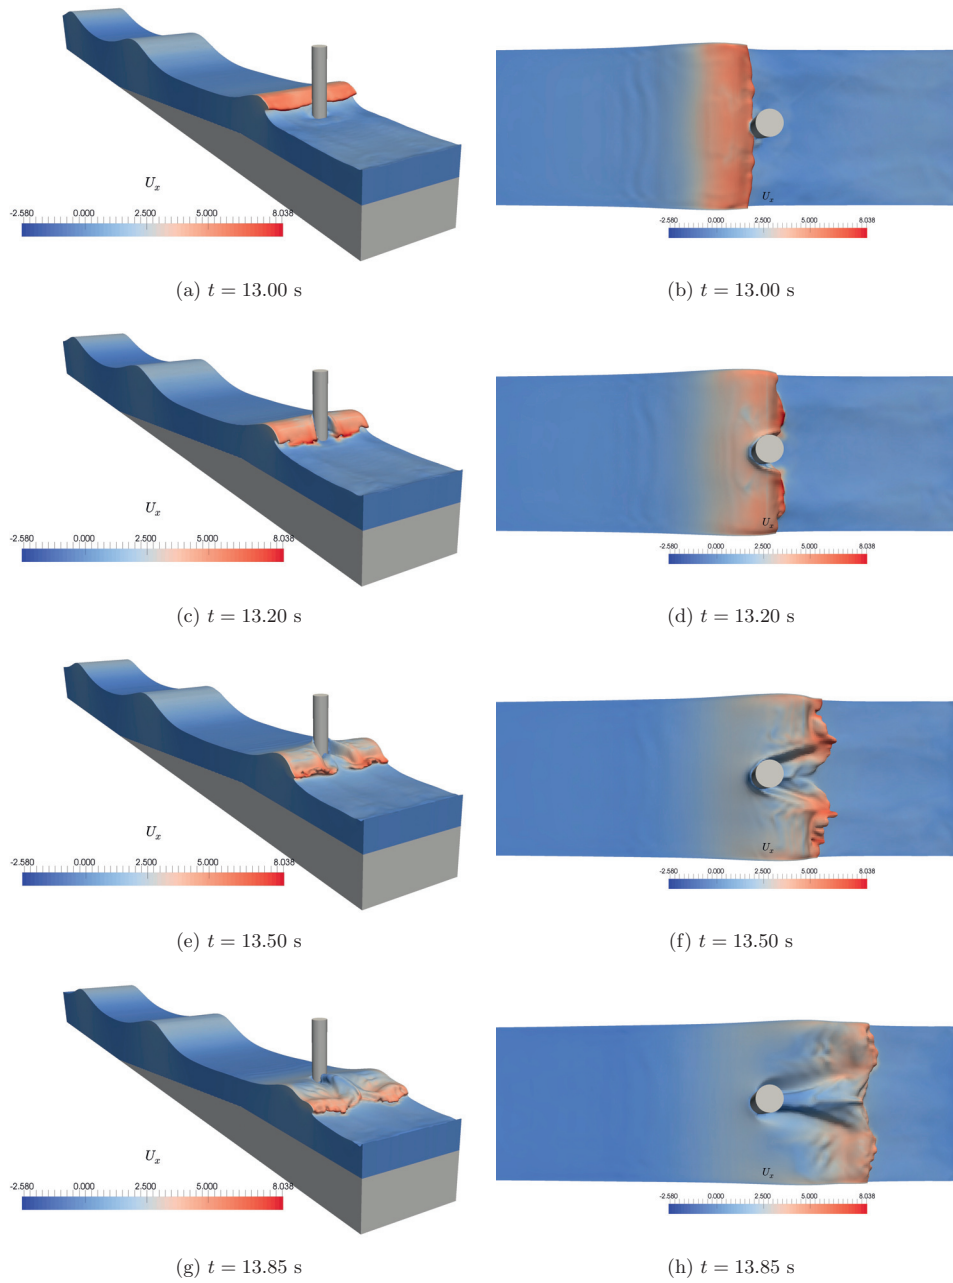 U_x
-2.580 0.000 2.500 5.000 8.038
U_x
-2.580 0.000 2.500 5.000 8.038
(a) t = 13.00 s
(b) t = 13.00 s
U_x
-2.580 0.000 2.500 5.000 8.038
U_x
-2.580 0.000 2.500 5.000 8.038
(c) t = 13.20 s
(d) t = 13.20 s
U_x
-2.580 0.000 2.500 5.000 8.038
U_x
-2.580 0.000 2.500 5.000 8.038
(e) t = 13.50 s
(f) t = 13.50 s
U_x
-2.580 0.000 2.500 5.000 8.038
U_x
-2.580 0.000 2.500 5.000 8.038
(g) t = 13.85 s
(h) t = 13.85 s